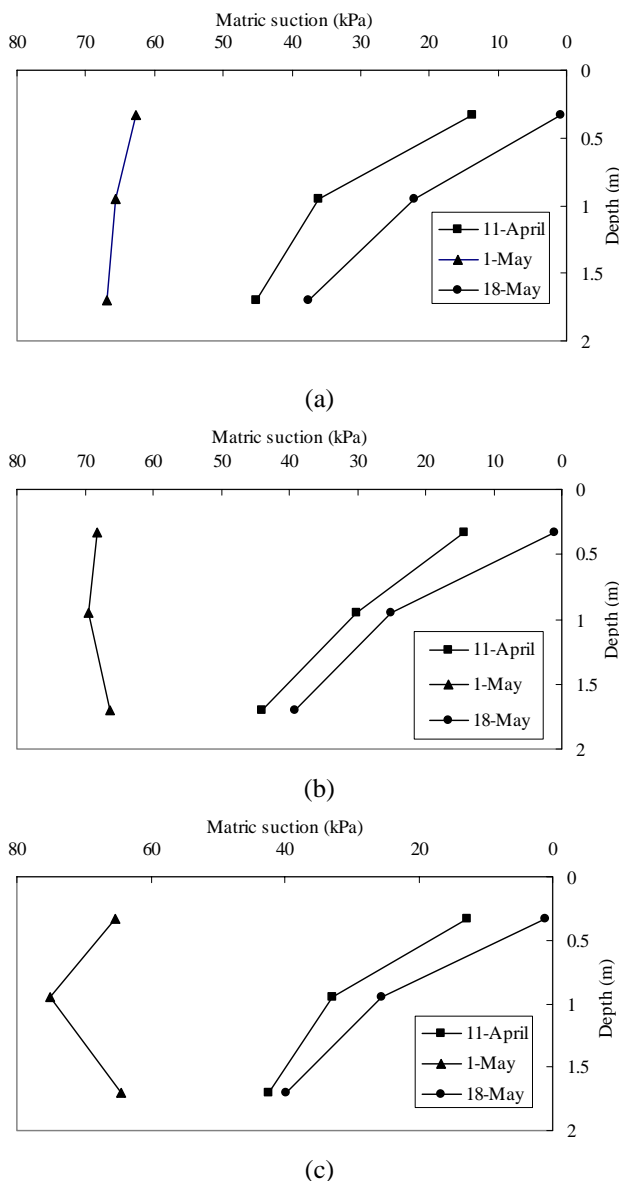 Matric suction (kPa)
80 70 60 50 40 30 20 10 0
0
0.5
1
1.5
2
Depth (m)
11-April
1-May
18-May
(a)
Matric suction (kPa)
80 70 60 50 40 30 20 10 0
0
0.5
1
1.5
2
Depth (m)
11-April
1-May
18-May
(b)
Matric suction (kPa)
80 60 40 20 0
0
0.5
1
1.5
2
Depth (m)
11-April
1-May
18-May
(c)